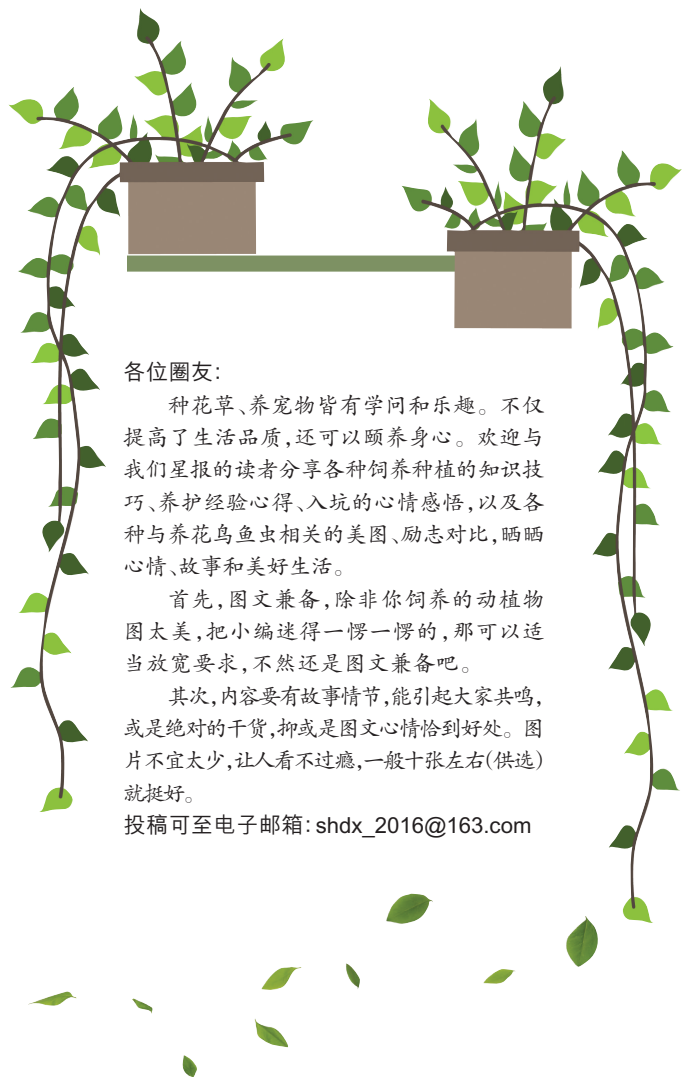 各位圈友：
种花草、养宠物皆有学问和乐趣。不仅
提高了生活品质，还可以颐养身心。欢迎与
我们星报的读者分享各种饲养种植的知识技
巧、养护经验心得、入坑的心情感悟，以及各
种与养花鸟鱼虫相关的美图、励志对比，晒晒
心情、故事和美好生活。
首先，图文兼备，除非你饲养的动植物
图太美，把小编迷得一愣一愣的，那可以适
当放宽要求，不然还是图文兼备吧。
其次，内容要有故事情节，能引起大家共鸣，
或是绝对的干货，抑或是图文心情恰到好处。图
片不宜太少，让人看不过瘾，一般十张左右(供选)
就挺好。
投稿可至电子邮箱：shdx_2016@163.com